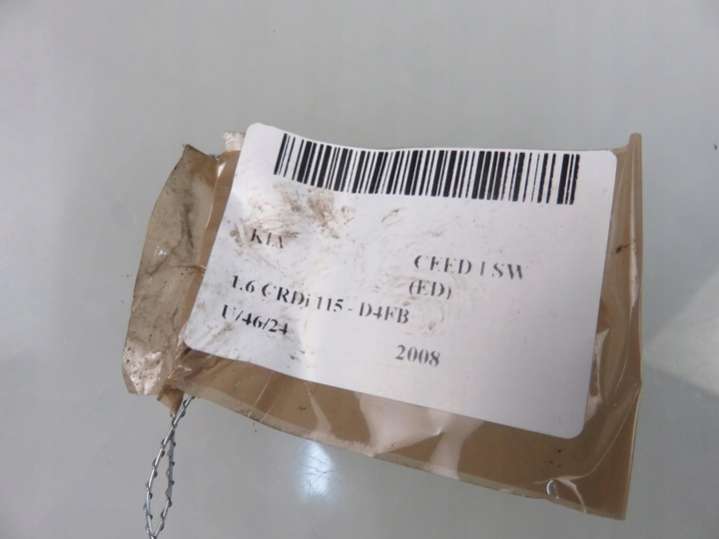 KIA
CEED I SW
(ED)
1.6 CRDi 115 - D4FB
U/46/24
2008